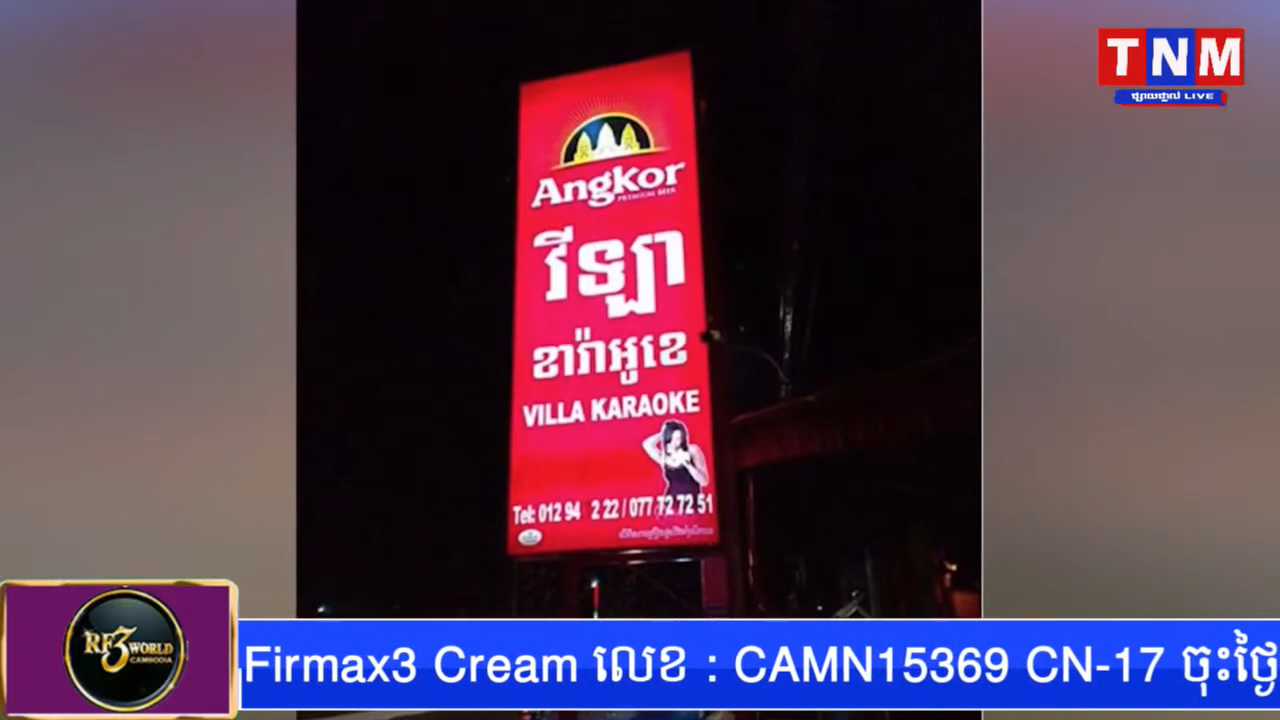 TNM
ផ្សាយផ្ទាល់ LIVE
Angkor
PREMIUM BEER
វីឡា
ខារ៉ាអូខេ
VILLA KARAOKE
Tel: 012 94 2 22 / 077 72 72 51
RF3 WORLD
CAMBODIA
Firmax3 Cream លេខ : CAMN15369 CN-17 ចុះថ្ងៃ